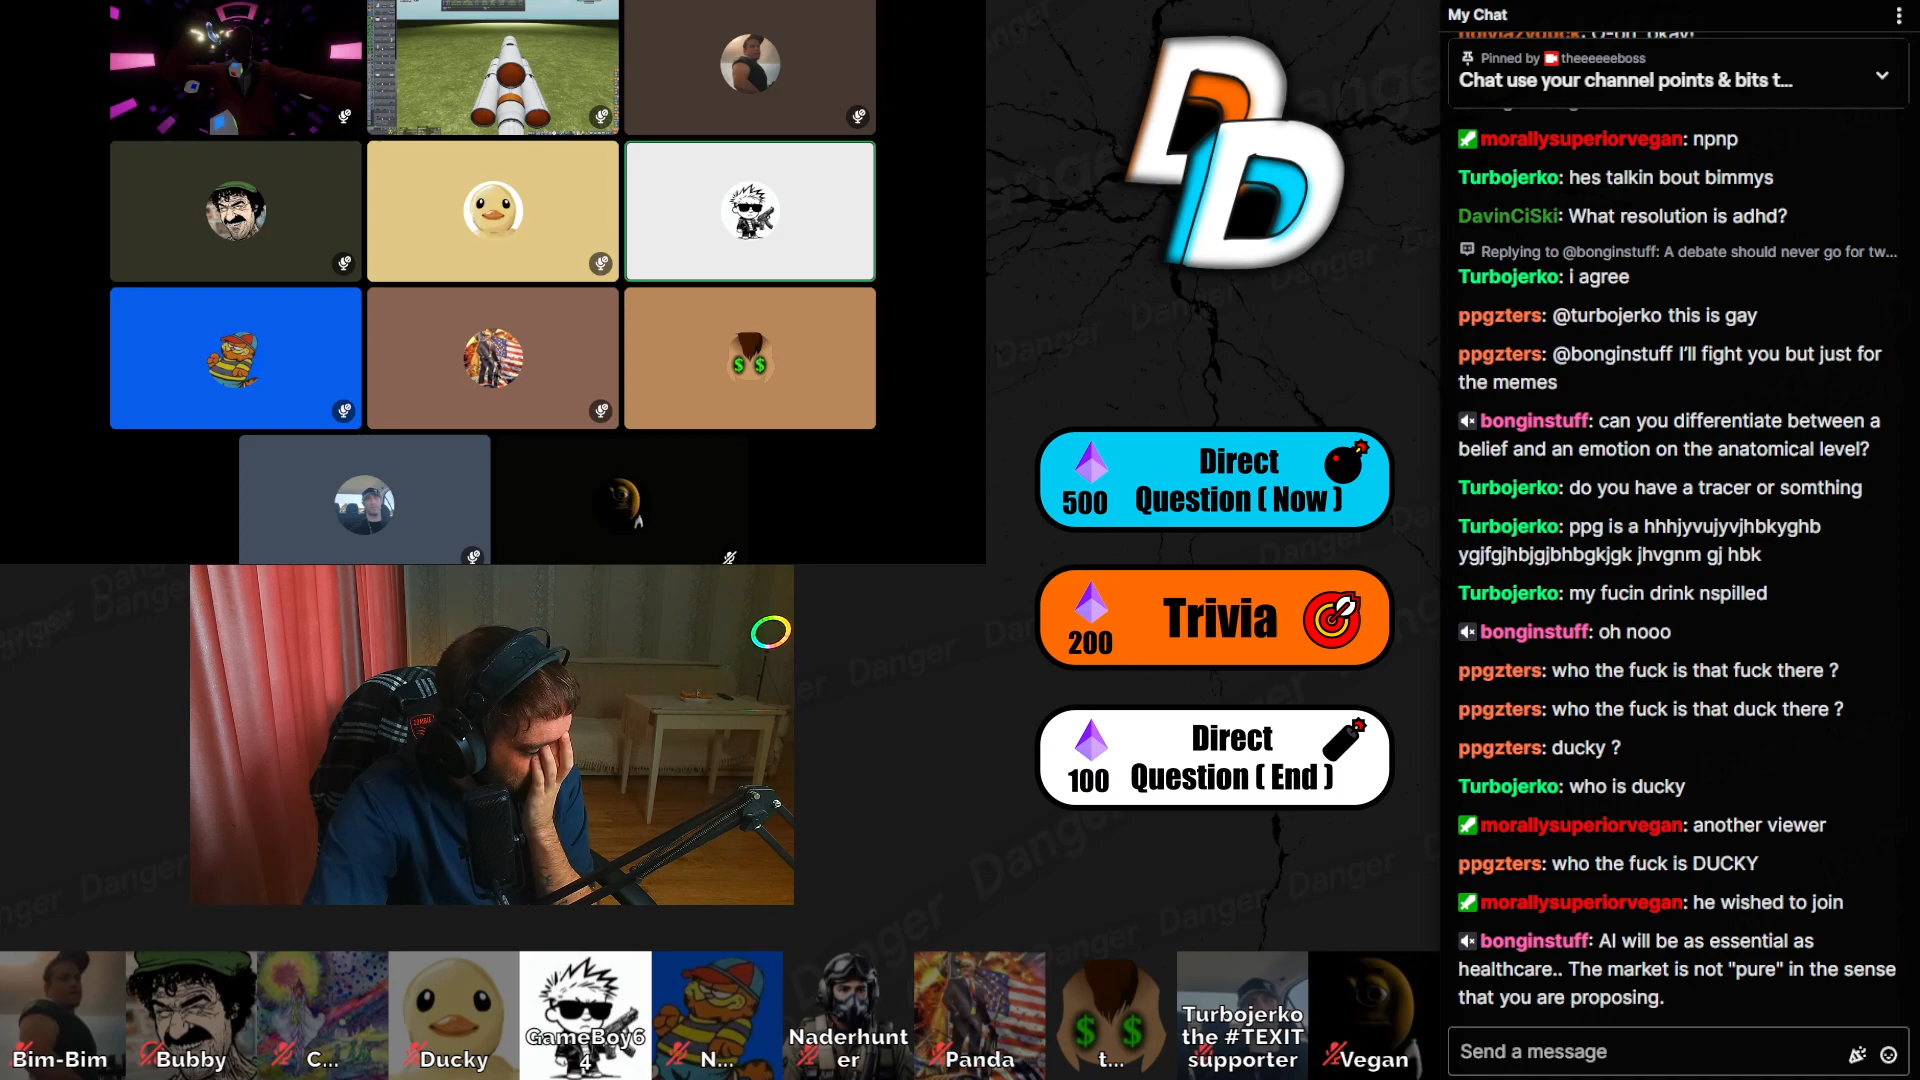 My Chat
Pinned by theeeeeboss
Chat use your channel points & bits t...
morallysuperiorvegan: npnp
Turbojerko: hes talkin bout bimmys
DavinCiSki: What resolution is adhd?
Replying to @bonginstuff: A debate should never go for tw...
Turbojerko: i agree
ppgzters: @turbojerko this is gay
ppgzters: @bonginstuff I'll fight you but just for
the memes
bonginstuff: can you differentiate between a
belief and an emotion on the anatomical level?
Turbojerko: do you have a tracer or somthing
Turbojerko: ppg is a hhhjyvujyvjhbkyghb
ygjfgjhbjgjbhbgkjgk jhvgnm gj hbk
Turbojerko: my fucin drink nspilled
bonginstuff: oh nooo
ppgzters: who the fuck is that fuck there ?
ppgzters: who the fuck is that duck there ?
ppgzters: ducky ?
Turbojerko: who is ducky
morallysuperiorvegan: another viewer
ppgzters: who the fuck is DUCKY
morallysuperiorvegan: he wished to join
bonginstuff: AI will be as essential as
healthcare.. The market is not "pure" in the sense
that you are proposing.
Send a message
DD
500
Direct
Question ( Now )
200
Trivia
100
Direct
Question ( End )
ZOMBIE
Danger
Bim-Bim
Bubby
C...
Ducky
GameBoy6
4
N...
Naderhunt
er
Panda
t...
Turbojerko
the #TEXIT
supporter
Vegan